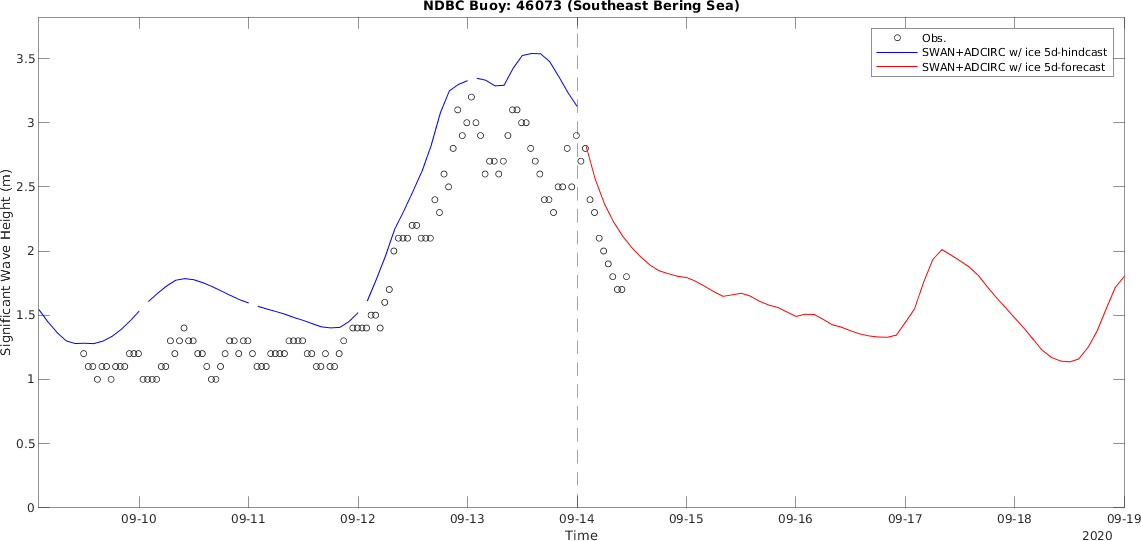 NDBC Buoy: 46073 (Southeast Bering Sea)
Obs.
SWAN+ADCIRC w/ ice 5d-hindcast
SWAN+ADCIRC w/ ice 5d-forecast
Significant Wave Height (m)
3.5
3
2.5
2
1.5
1
0.5
0
09-10 09-11 09-12 09-13 09-14 09-15 09-16 09-17 09-18 09-19
Time
2020